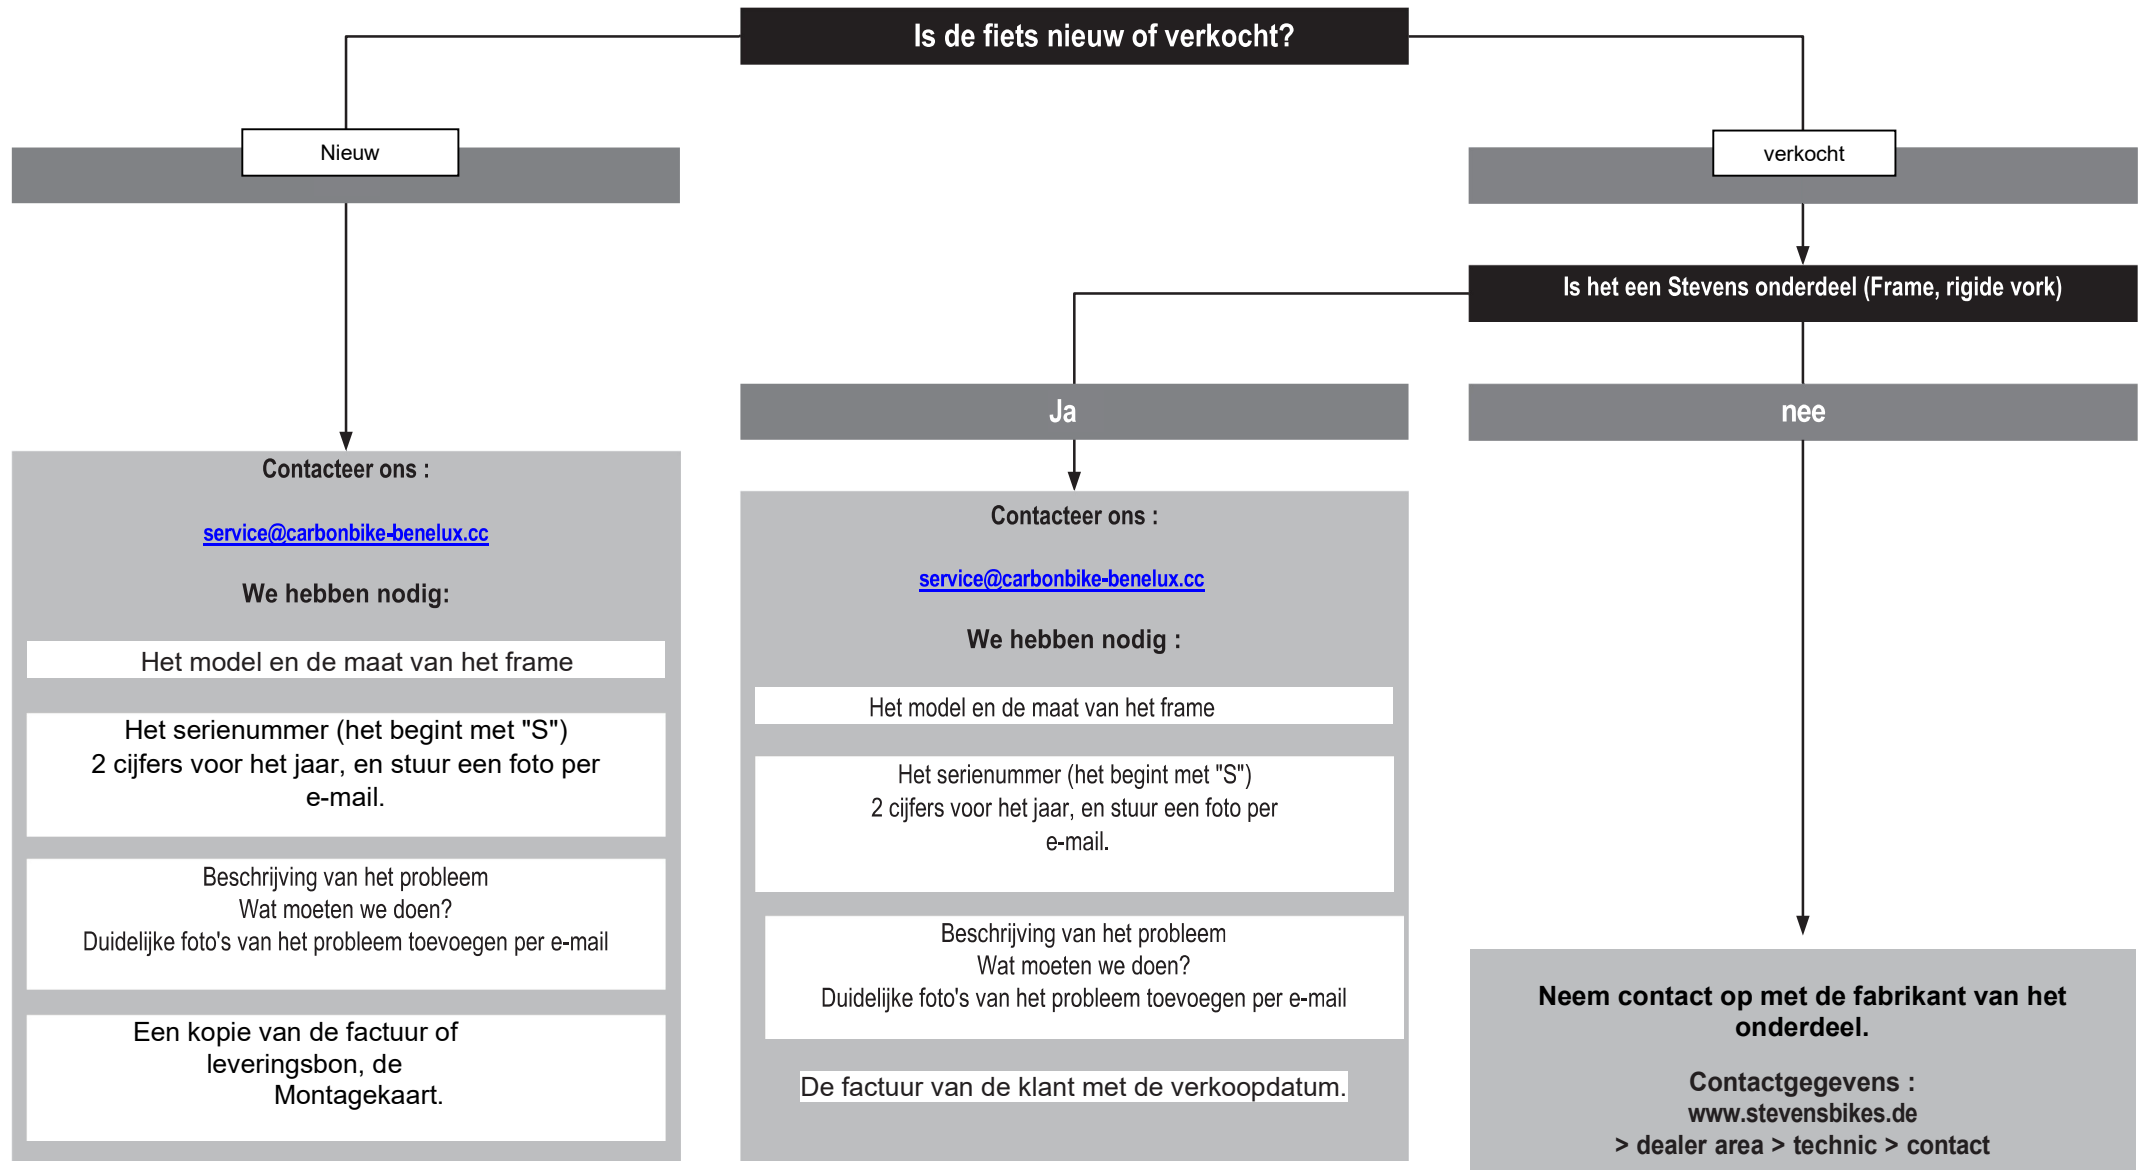 Is de fiets nieuw of verkocht?
Nieuw
verkocht
Is het een Stevens onderdeel (Frame, rigide vork)
Ja
nee
Contacteer ons :
service@carbonbike-benelux.cc
We hebben nodig:
Het model en de maat van het frame
Het serienummer (het begint met "S")
2 cijfers voor het jaar, en stuur een foto per
e-mail.
Beschrijving van het probleem
Wat moeten we doen?
Duidelijke foto's van het probleem toevoegen per e-mail
Een kopie van de factuur of
leveringsbon, de
Montagekaart.
Contacteer ons :
service@carbonbike-benelux.cc
We hebben nodig :
Het model en de maat van het frame
Het serienummer (het begint met "S")
2 cijfers voor het jaar, en stuur een foto per
e-mail.
Beschrijving van het probleem
Wat moeten we doen?
Duidelijke foto's van het probleem toevoegen per e-mail
De factuur van de klant met de verkoopdatum.
Neem contact op met de fabrikant van het
onderdeel.
Contactgegevens :
www.stevensbikes.de
> dealer area > technic > contact